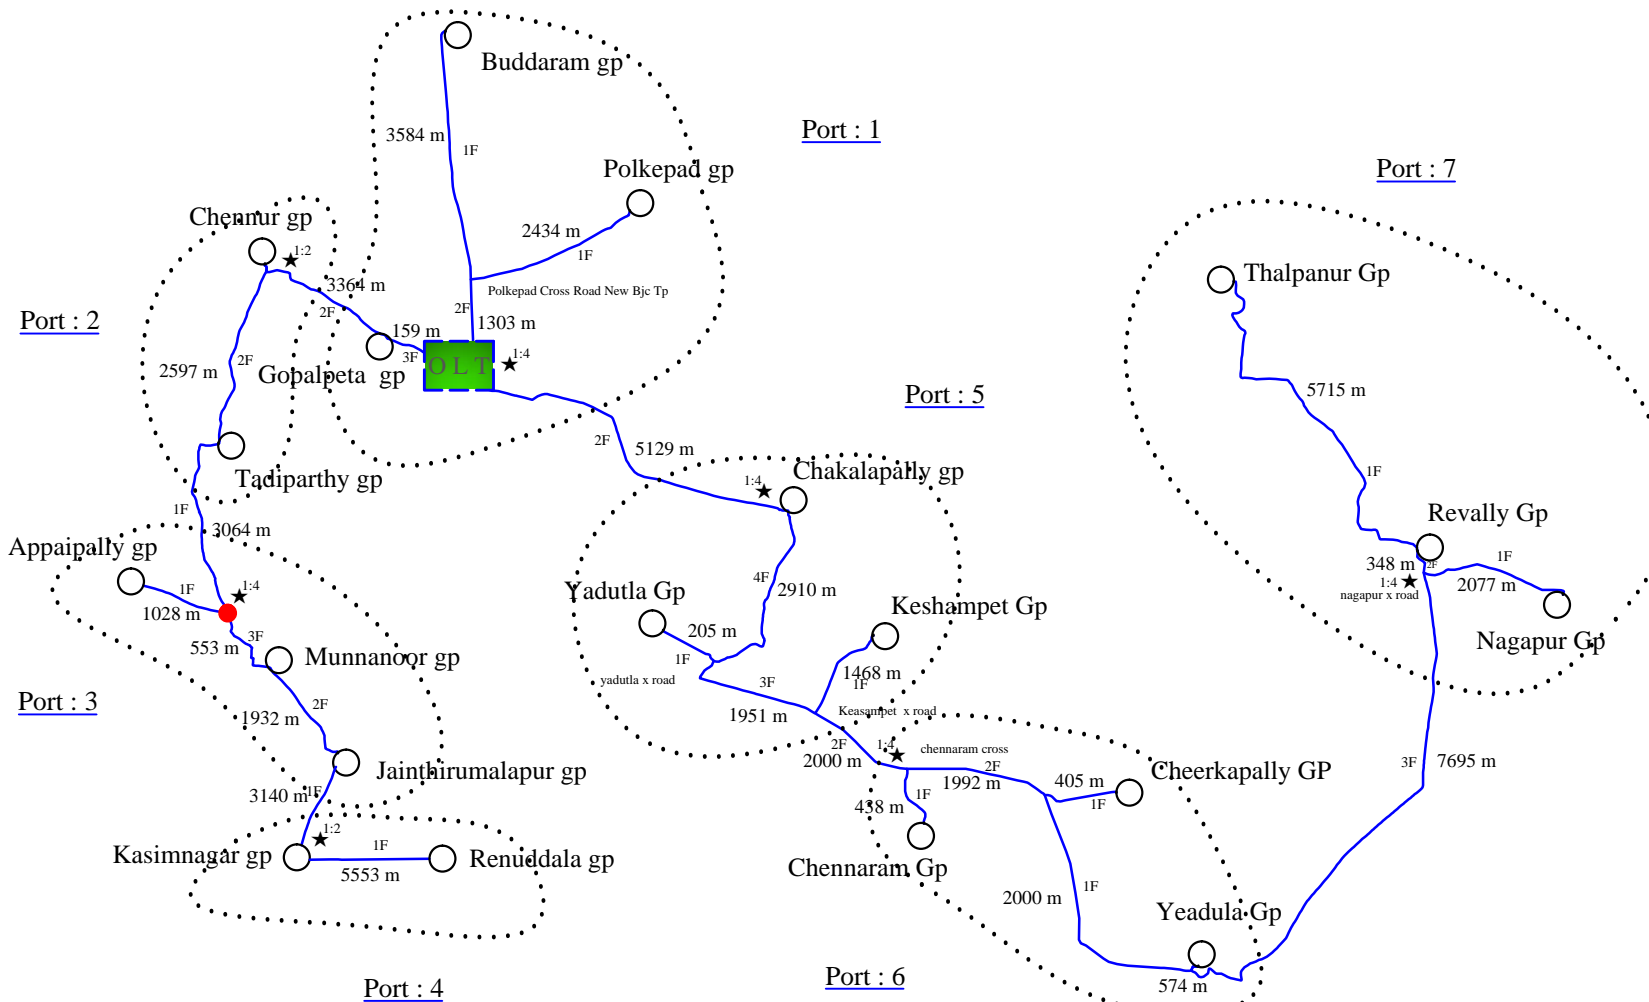 Buddaram gp
3584 m
1F
Port : 1
Polkepad gp
Port : 7
Chennur gp
1:2
2434 m
1F
Thalpanur Gp
3364 m
2F
Polkepad Cross Road New Bjc Tp
2F
1303 m
Port : 2
159 m
3F
OLT
1:4
2597 m
2F
Gopalpeta gp
5715 m
Port : 5
2F
5129 m
Tadiparthy gp
1:4
Chakalapally gp
1F
1F
3064 m
Revally Gp
Appaipally gp
348 m
2F
1F
1:4
2077 m
nagapur x road
1F
1:4
1028 m
4F
2910 m
Yadutla Gp
Keshampet Gp
553 m
3F
205 m
Nagapur Gp
Munnanoor gp
1F
1468 m
1F
yadutla x road
3F
Port : 3
1932 m
2F
1951 m
Keasampet x road
2F
2000 m
1:4
chennaram cross
2F
1992 m
405 m
Cheerkapally GP
3F
7695 m
Jainthirumalapur gp
3140 m
1F
438 m
1F
1F
1:2
Kasimnagar gp
1F
5553 m
Renuddala gp
Chennaram Gp
2000 m
1F
Yeadula Gp
Port : 4
Port : 6
574 m